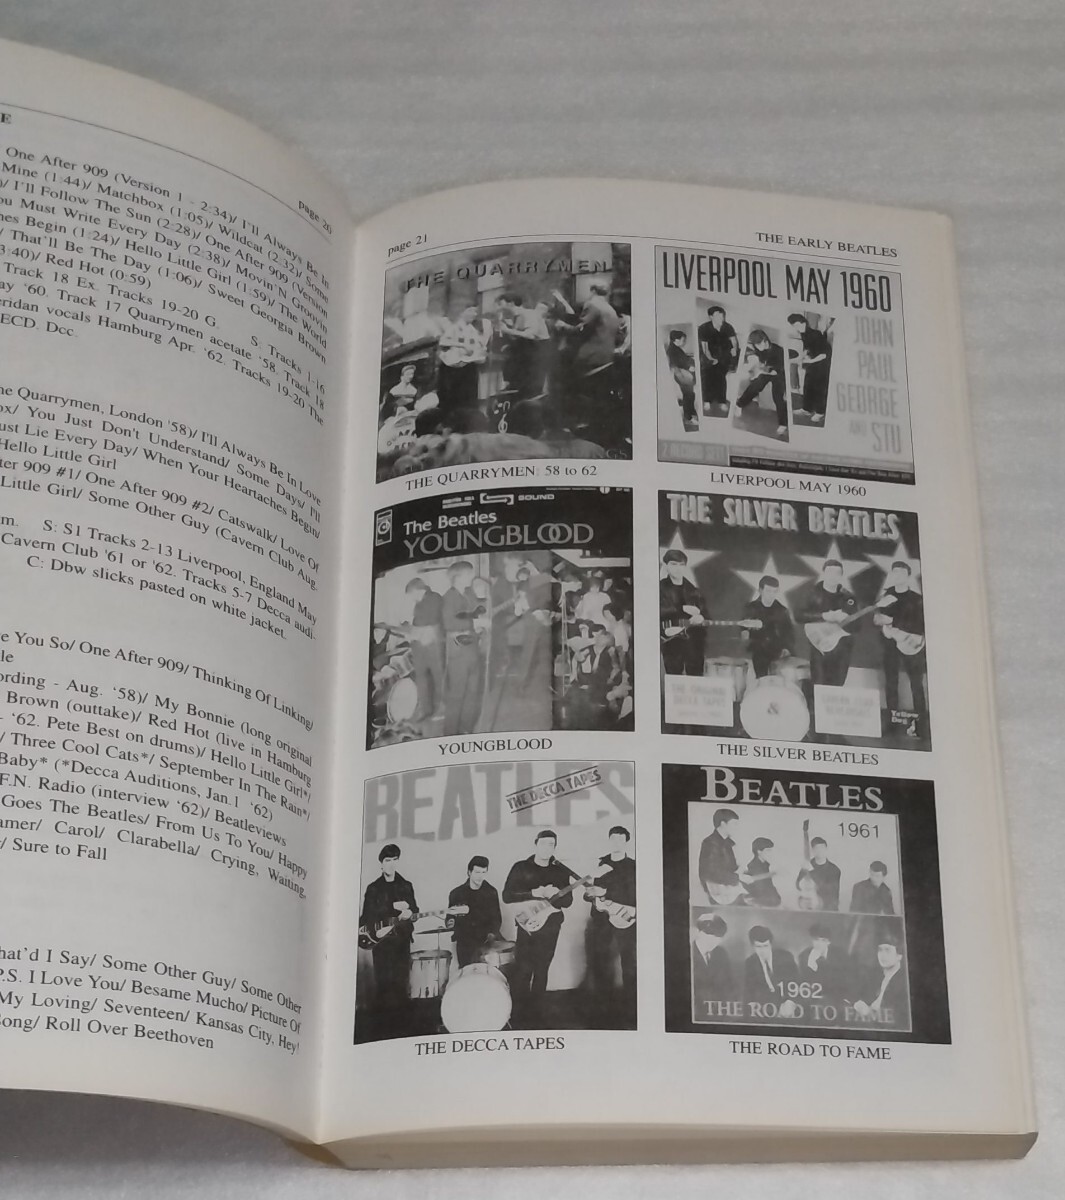 E
page 20
One After 909 (Version 1 - 2:34)/ I'll Always Be In
Mine (1:44)/ Matchbox (1:05)/ Wildcat (2:32)/ Some
/ I'll Follow The Sun (2:28)/ One After 909 (Version
ou Must Write Every Day (2:38)/ Movin'N Groovin
es Begin (1:24)/ Hello Little Girl (1:59)/ The World
/ That'll Be The Day (1:06)/ Sweet Georgia Brown
3:40)/ Red Hot (0:59) S: Tracks 1-16
Track 18 Ex. Tracks 19-20 G.
ay '60. Track 17 Quarrymen acetate '58. Track 18
eridan vocals Hamburg Apr. '62. Tracks 19-20 The
ECD. Dcc.
he Quarrymen, London '58)/ I'll Always Be In Love
ox/ You Just Don't Understand/ Some Days/ I'll
ust Lie Every Day/ When Your Heartaches Begin/
Hello Little Girl
ter 909 #1/ One After 909 #2/ Catswalk/ Love Of
Little Girl/ Some Other Guy (Cavern Club Aug.
m. S: S1 Tracks 2-13 Liverpool, England May
Cavern Club '61 or '62. Tracks 5-7 Decca audi-
C: Dbw slicks pasted on white jacket.
e You So/ One After 909/ Thinking Of Linking/
le
ording - Aug. '58)/ My Bonnie (long original
Brown (outtake)/ Red Hot (live in Hamburg
- '62. Pete Best on drums)/ Hello Little Girl*/
/ Three Cool Cats*/ September In The Rain*/
Baby* (*Decca Auditions, Jan.1 '62)
F.N. Radio (interview '62)/ Beatleviews
Goes The Beatles/ From Us To You/ Happy
amer/ Carol/ Clarabella/ Crying, Waiting,
/ Sure to Fall
hat'd I Say/ Some Other Guy/ Some Other
P.S. I Love You/ Besame Mucho/ Picture Of
My Loving/ Seventeen/ Kansas City, Hey!
ong/ Roll Over Beethoven
page 21
THE EARLY BEATLES
THE QUARRYMEN
THE QUARRYMEN: 58 to 62
LIVERPOOL MAY 1960
JOHN
PAUL
GEORGE
AND STU
LIVERPOOL MAY 1960
SOUND
The Beatles
YOUNGBLOOD
YOUNGBLOOD
THE SILVER BEATLES
&
Yellow
Dog
THE SILVER BEATLES
BEATLES
THE DECCA TAPES
THE DECCA TAPES
BEATLES
1961
1962
THE ROAD TO FAME
THE ROAD TO FAME